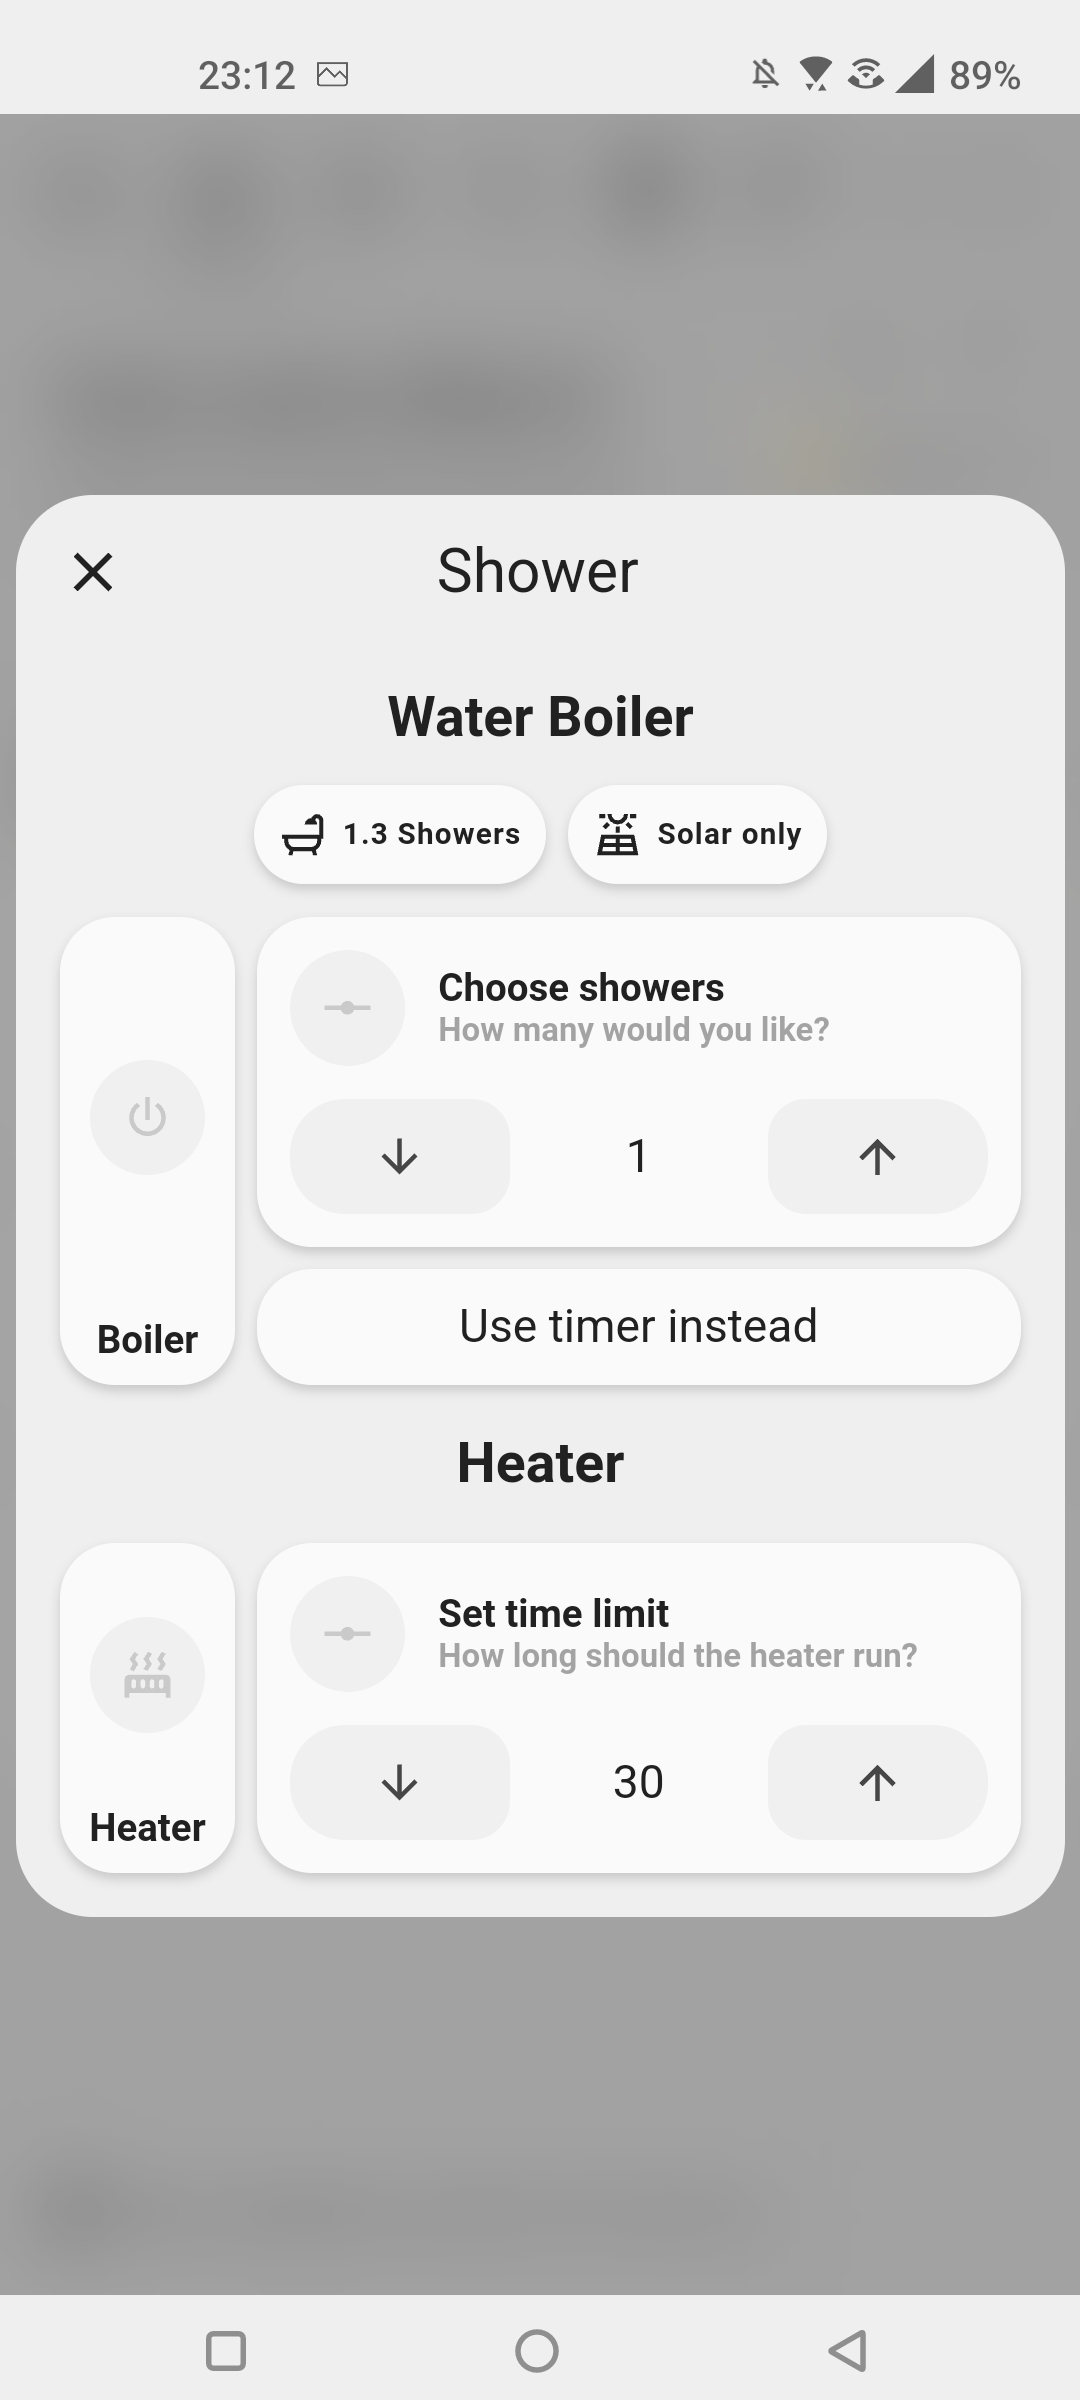 23:12
89%
Shower
Water Boiler
1.3 Showers
Solar only
Choose showers
How many would you like?
1
Boiler
Use timer instead
Heater
Set time limit
How long should the heater run?
30
Heater